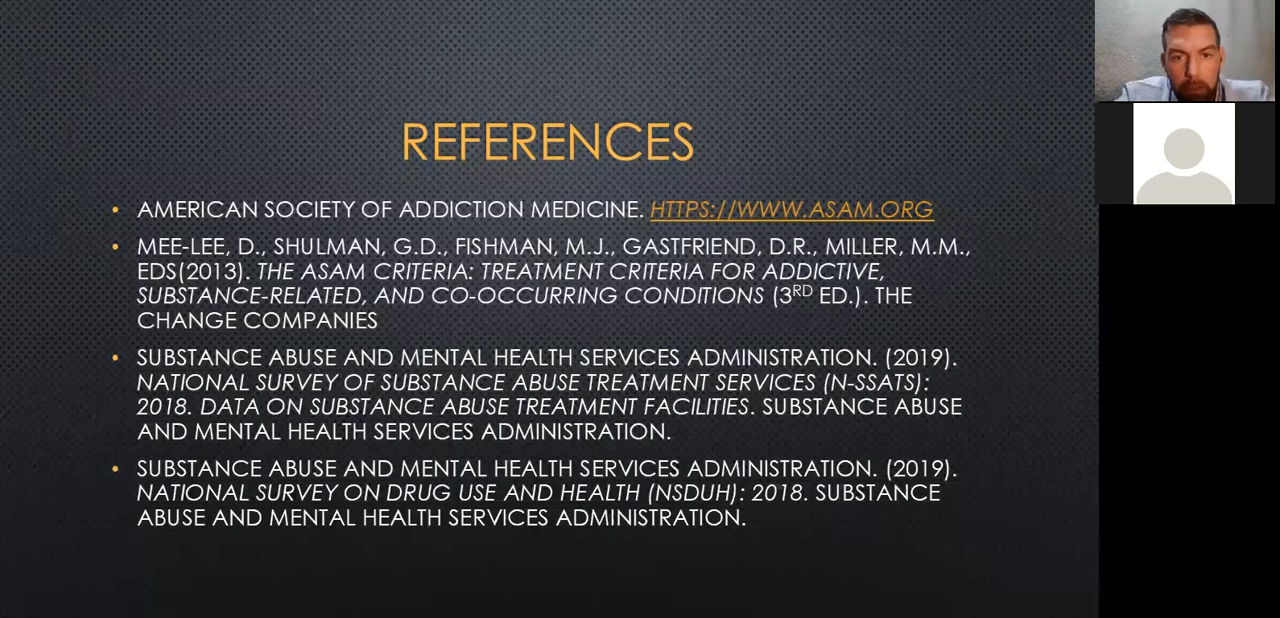 REFERENCES
• AMERICAN SOCIETY OF ADDICTION MEDICINE. HTTPS://WWW.ASAM.ORG
• MEE-LEE, D., SHULMAN, G.D., FISHMAN, M.J., GASTFRIEND, D.R., MILLER, M.M.,
EDS(2013). THE ASAM CRITERIA: TREATMENT CRITERIA FOR ADDICTIVE,
SUBSTANCE-RELATED, AND CO-OCCURRING CONDITIONS (3RD ED.). THE
CHANGE COMPANIES
• SUBSTANCE ABUSE AND MENTAL HEALTH SERVICES ADMINISTRATION. (2019).
NATIONAL SURVEY OF SUBSTANCE ABUSE TREATMENT SERVICES (N-SSATS):
2018. DATA ON SUBSTANCE ABUSE TREATMENT FACILITIES. SUBSTANCE ABUSE
AND MENTAL HEALTH SERVICES ADMINISTRATION.
• SUBSTANCE ABUSE AND MENTAL HEALTH SERVICES ADMINISTRATION. (2019).
NATIONAL SURVEY ON DRUG USE AND HEALTH (NSDUH): 2018. SUBSTANCE
ABUSE AND MENTAL HEALTH SERVICES ADMINISTRATION.